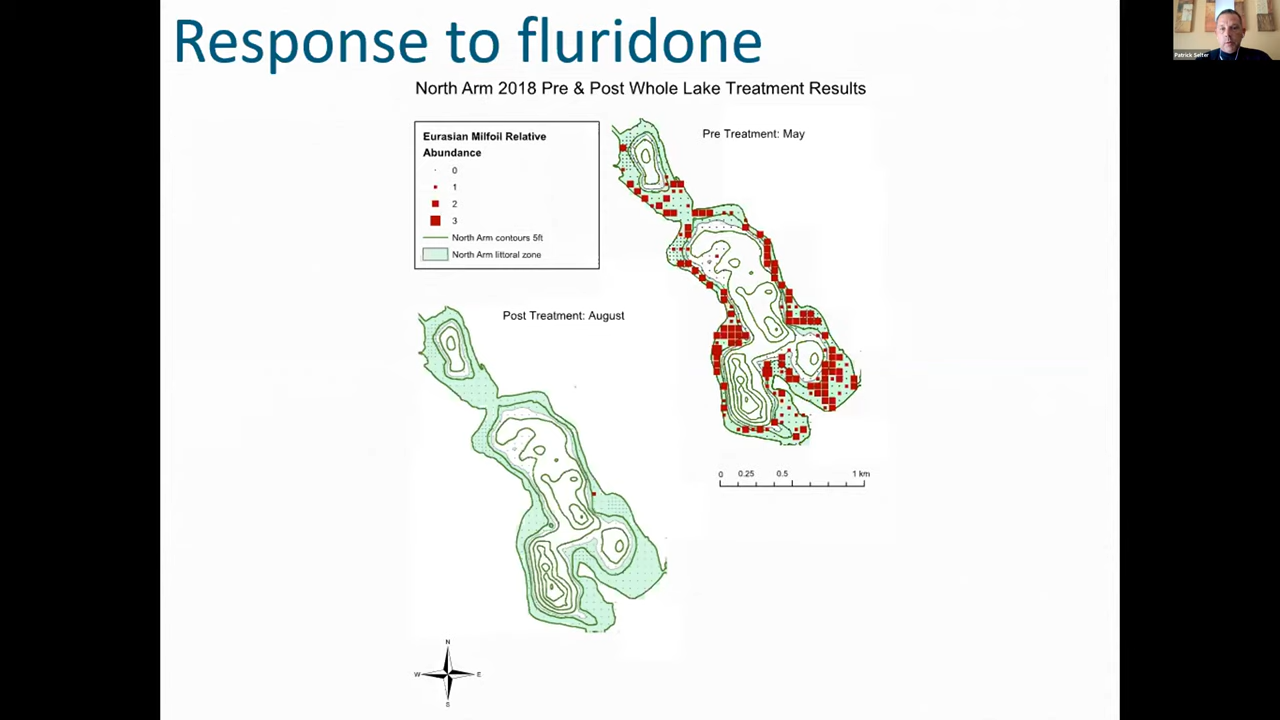 Response to fluridone
Patrick Selter
North Arm 2018 Pre & Post Whole Lake Treatment Results
Eurasian Milfoil Relative
Abundance
0
1
2
3
North Arm contours 5ft
North Arm littoral zone
Pre Treatment: May
Post Treatment: August
0 0.25 0.5 1 km
N
W E
S